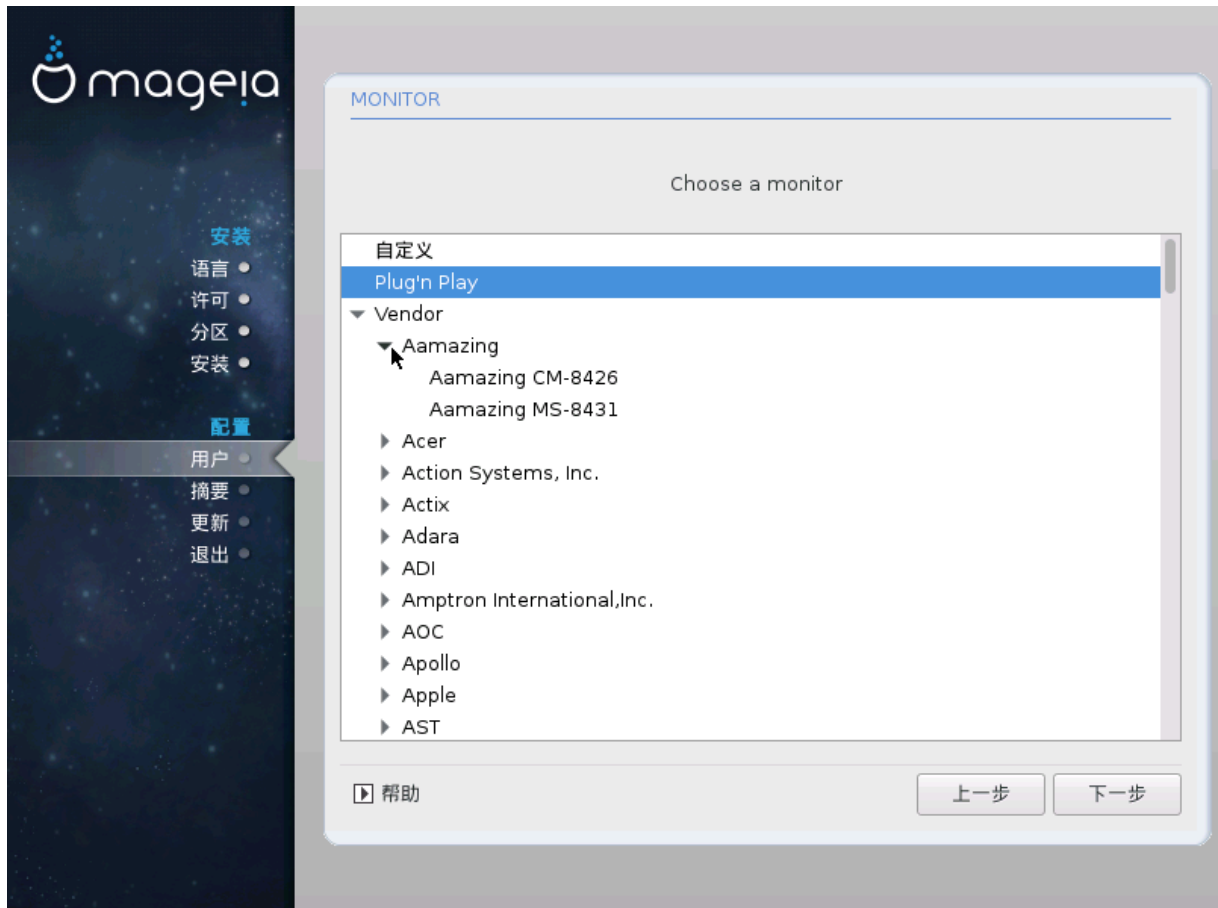 mageia
安装
语言
许可
分区
安装
配置
用户
摘要
更新
退出
MONITOR
Choose a monitor
自定义
Plug'n Play
Vendor
Aamazing
Aamazing CM-8426
Aamazing MS-8431
Acer
Action Systems, Inc.
Actix
Adara
ADI
Amptron International,Inc.
AOC
Apollo
Apple
AST
帮助
上一步
下一步